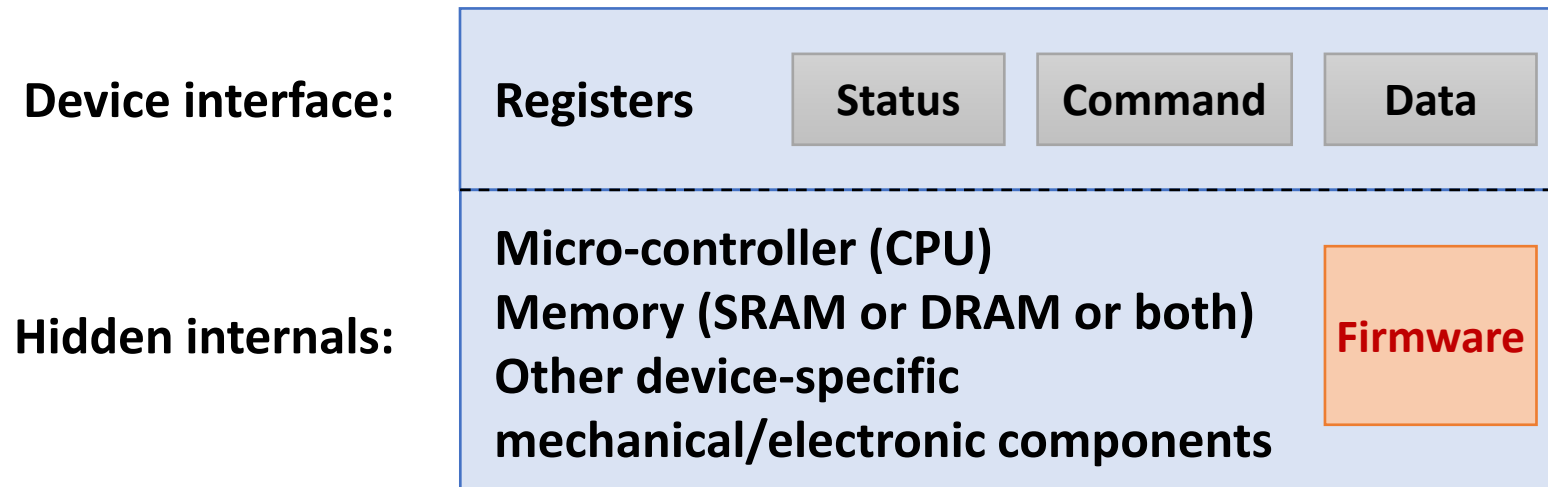 Device interface:
Registers
Status
Command
Data
Hidden internals:
Micro-controller (CPU)
Memory (SRAM or DRAM or both)
Other device-specific
mechanical/electronic components
Firmware